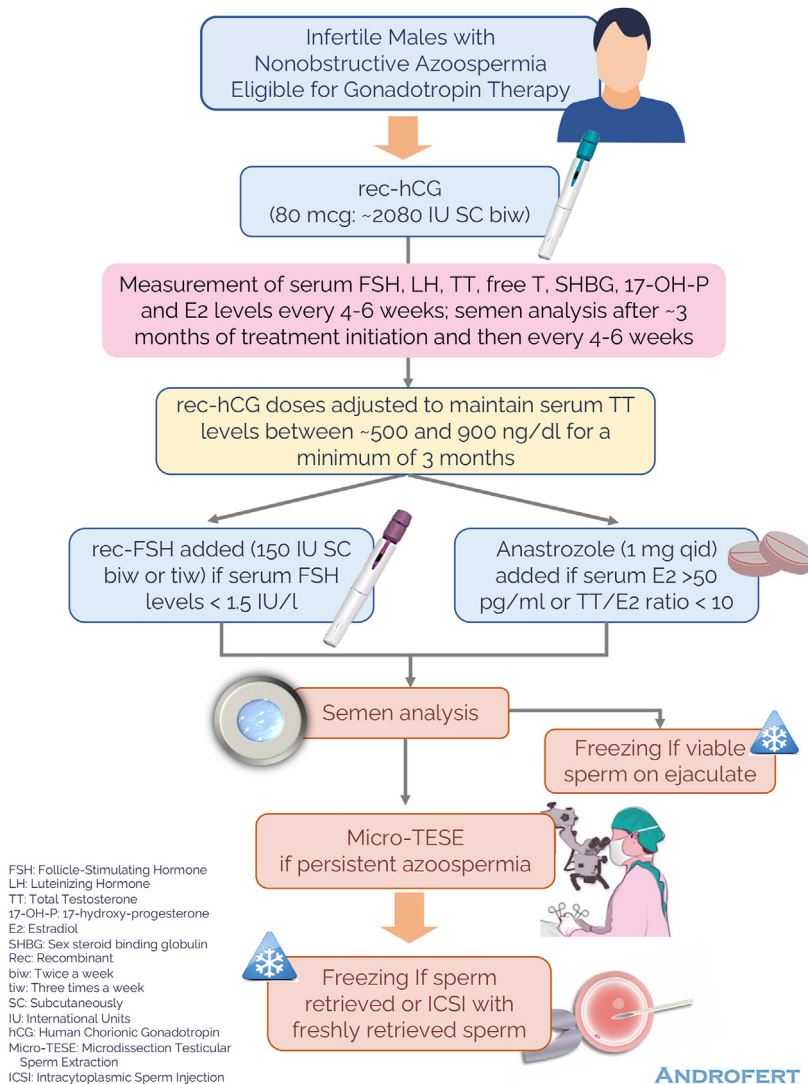 Infertile Males with
Nonobstructive Azoospermia
Eligible for Gonadotropin Therapy
rec-hCG
(80 mcg: ~2080 IU SC biw)
Measurement of serum FSH, LH, TT, free T, SHBG, 17-OH-P
and E2 levels every 4-6 weeks; semen analysis after ~3
months of treatment initiation and then every 4-6 weeks
rec-hCG doses adjusted to maintain serum TT
levels between ~500 and 900 ng/dl for a
minimum of 3 months
rec-FSH added (150 IU SC
biw or tiw) if serum FSH
levels < 1.5 IU/l
Anastrozole (1 mg qid)
added if serum E2 >50
pg/ml or TT/E2 ratio < 10
Semen analysis
Freezing If viable
sperm on ejaculate
Micro-TESE
if persistent azoospermia
Freezing If sperm
retrieved or ICSI with
freshly retrieved sperm
FSH: Follicle-Stimulating Hormone
LH: Luteinizing Hormone
TT: Total Testosterone
17-OH-P: 17-hydroxy-progesterone
E2: Estradiol
SHBG: Sex steroid binding globulin
Rec: Recombinant
biw: Twice a week
tiw: Three times a week
SC: Subcutaneously
IU: International Units
hCG: Human Chorionic Gonadotropin
Micro-TESE: Microdissection Testicular
Sperm Extraction
ICSI: Intracytoplasmic Sperm Injection
ANDROFERT